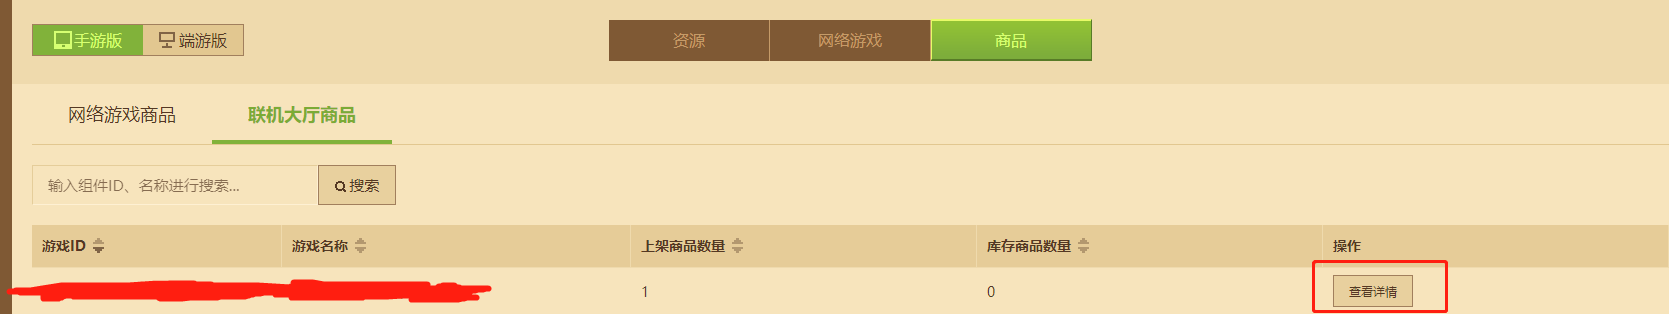 手游版 端游版 资源 网络游戏 商品
网络游戏商品 联机大厅商品
输入组件ID、名称进行搜索... 搜索
游戏ID 游戏名称 上架商品数量 库存商品数量 操作
1 0 查看详情